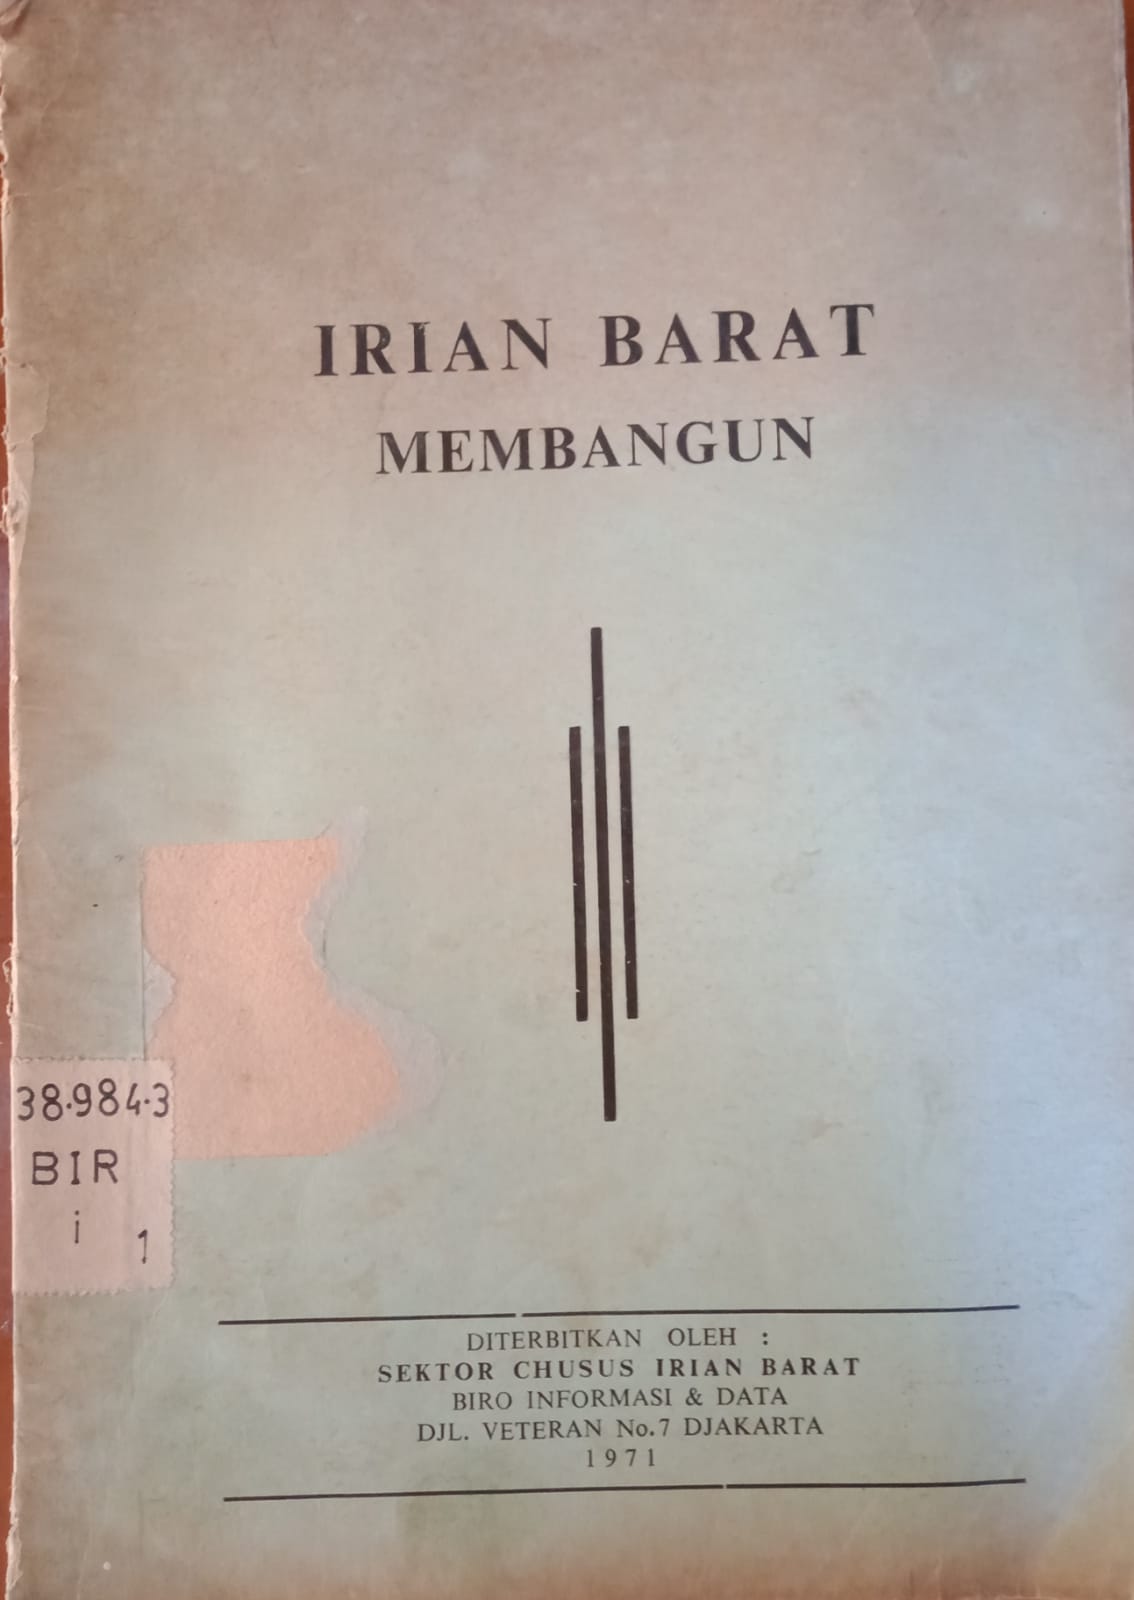 IRIAN BARAT
MEMBANGUN
38.984.3
BIR
i 1
DITERBITKAN OLEH :
SEKTOR CHUSUS IRIAN BARAT
BIRO INFORMASI & DATA
DJL. VETERAN No.7 DJAKARTA
1971